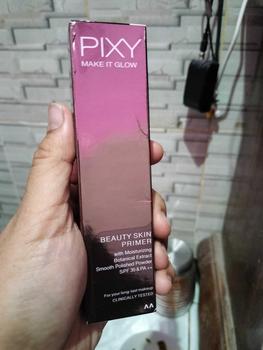 PIXY
MAKE IT GLOW
BEAUTY SKIN
PRIMER
with Moisturizing
Botanical Extract
Smooth Polished Powder
SPF 30 & PA ++
For your long-last makeup
CLINICALLY TESTED